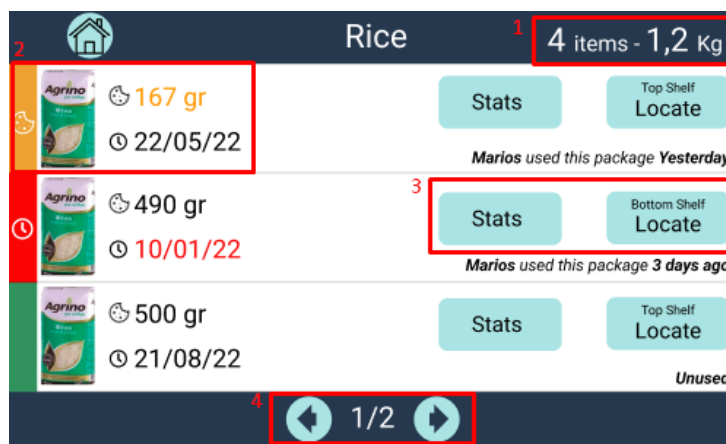 Rice
1
4 items - 1,2 Kg
2
Agrino
167 gr
22/05/22
Stats
Top Shelf
Locate
Marios used this package Yesterday
Agrino
490 gr
10/01/22
3
Stats
Bottom Shelf
Locate
Marios used this package 3 days ago
Agrino
500 gr
21/08/22
Stats
Top Shelf
Locate
Unused
4
1/2